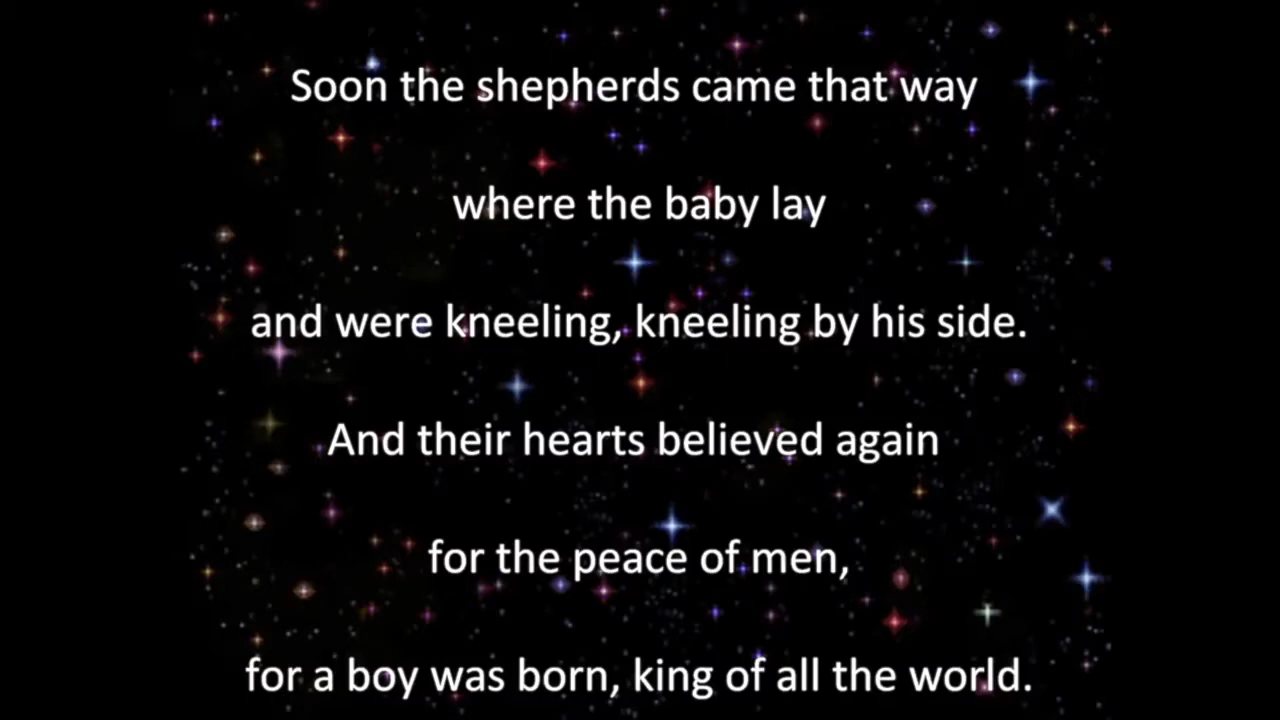 Soon the shepherds came that way
where the baby lay
and were kneeling, kneeling by his side.
And their hearts believed again
for the peace of men,
for a boy was born, king of all the world.